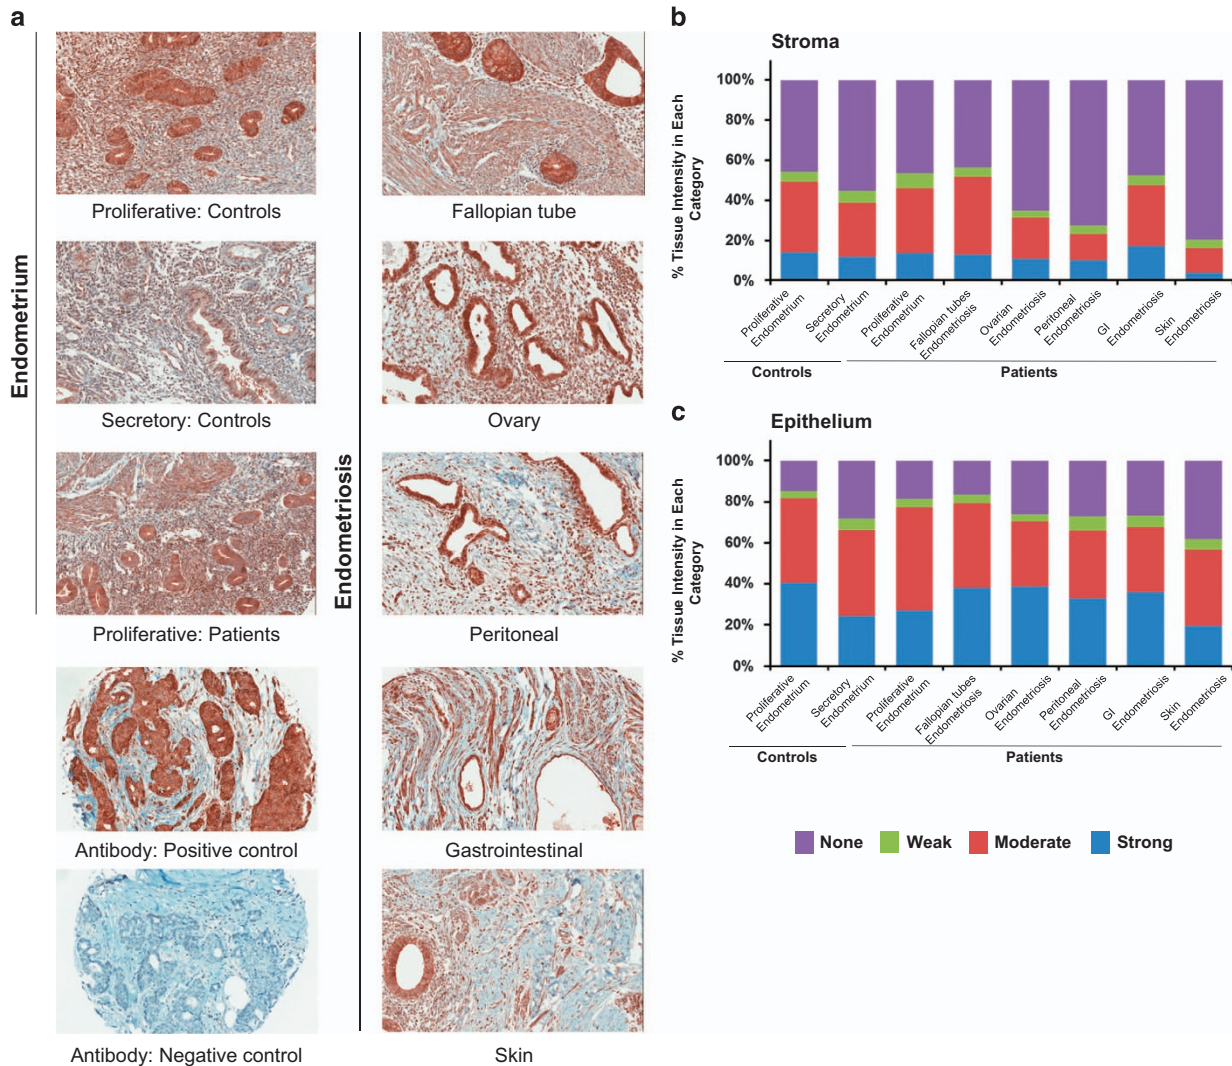 a
Endometrium
Proliferative: Controls
Secretory: Controls
Proliferative: Patients
Antibody: Positive control
Antibody: Negative control
Endometriosis
Fallopian tube
Ovary
Peritoneal
Gastrointestinal
Skin
b
Stroma
% Tissue Intensity in Each
Category
100%
80%
60%
40%
20%
0%
Proliferative
Endometrium
Secretory
Endometrium
Proliferative
Endometrium
Fallopian tubes
Endometriosis
Ovarian
Endometriosis
Peritoneal
Endometriosis
GI
Endometriosis
Skin
Endometriosis
Controls
Patients
c
Epithelium
% Tissue Intensity in Each
Category
100%
80%
60%
40%
20%
0%
Proliferative
Endometrium
Secretory
Endometrium
Proliferative
Endometrium
Fallopian tubes
Endometriosis
Ovarian
Endometriosis
Peritoneal
Endometriosis
GI
Endometriosis
Skin
Endometriosis
Controls
Patients
None Weak Moderate Strong